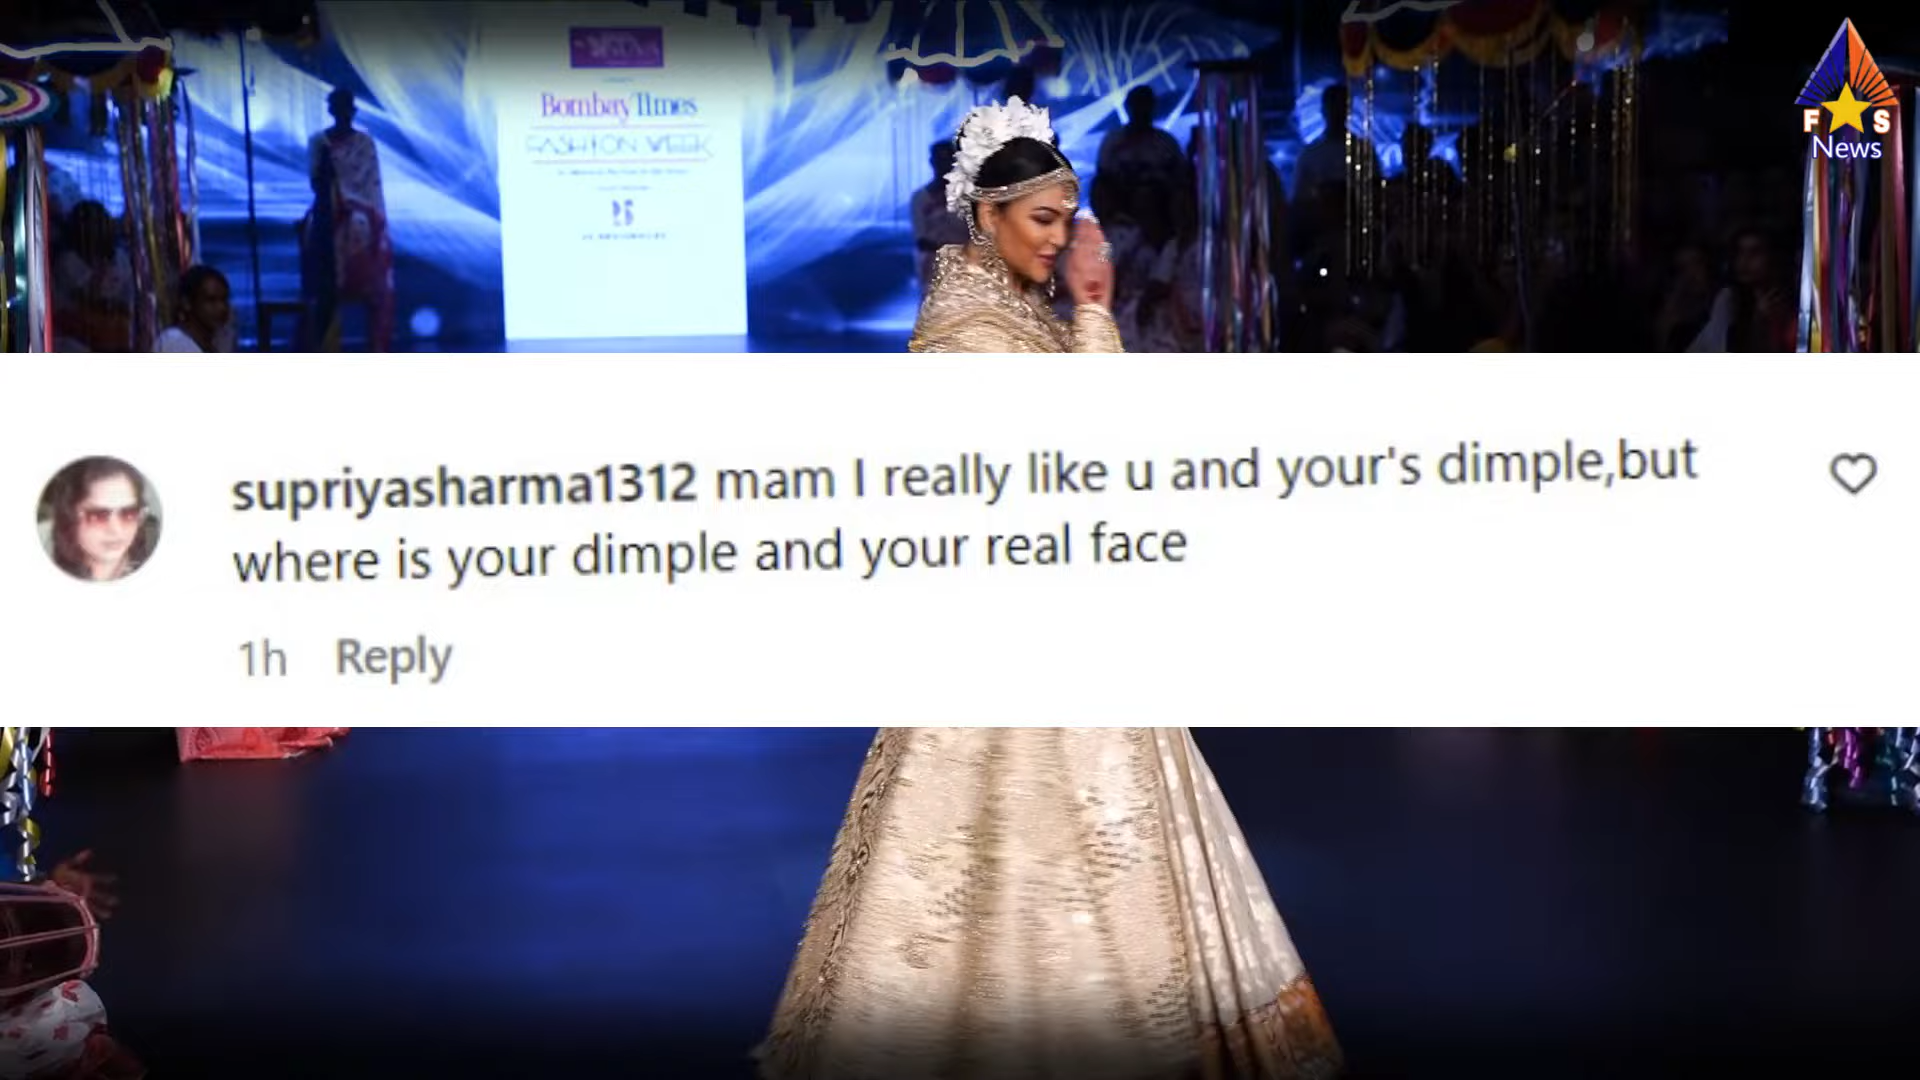 Bombay Times
FASHION WEEK
F S
News
supriyasharma1312 mam I really like u and your's dimple,but
where is your dimple and your real face
1h Reply